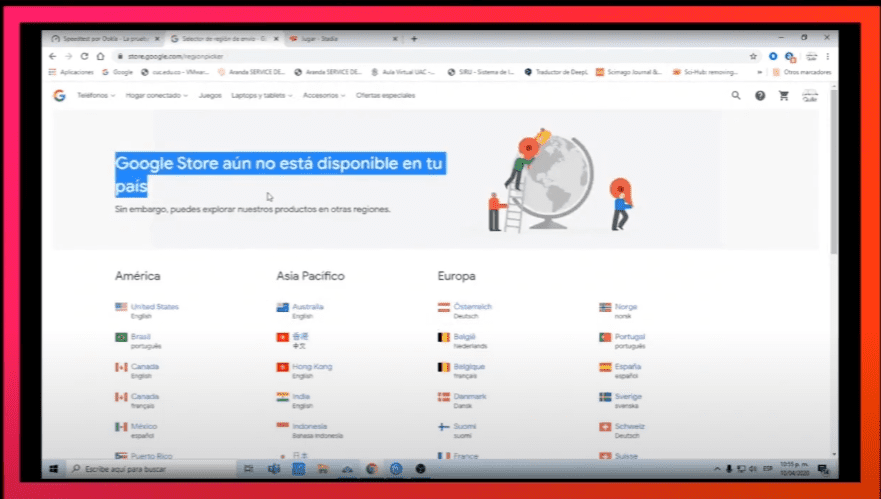 Speedtest por Ookla - La prueba
Selector de región de envío - G
lugar - Stadia
store.google.com/regionpicker
Aplicaciones
Google
cuc.edu.co - VMwar...
Aranda SERVICE DE...
Aranda SERVICE DE...
Aula Virtual UAC -...
SIRU - Sistema de I...
Traductor de DeepL
Scimago Journal &...
Sci-Hub: removing...
»
Otros marcadores
Teléfonos
Hogar conectado
Juegos
Laptops y tablets
Accesorios
Ofertas especiales
Google Store aún no está disponible en tu
país
Sin embargo, puedes explorar nuestros productos en otras regiones.
América
United States
English
Brasil
português
Canada
English
Canada
français
México
español
Puerto Rico
Asia Pacífico
Australia
English
香港
中文
Hong Kong
English
India
English
Indonesia
Bahasa Indonesia
日本
Europa
Österreich
Deutsch
België
Nederlands
Belgique
français
Danmark
Dansk
Suomi
suomi
France
Norge
norsk
Portugal
português
España
español
Sverige
svenska
Schweiz
Deutsch
Suisse
Escribe aquí para buscar
ESP
10:55 p. m.
10/04/2020